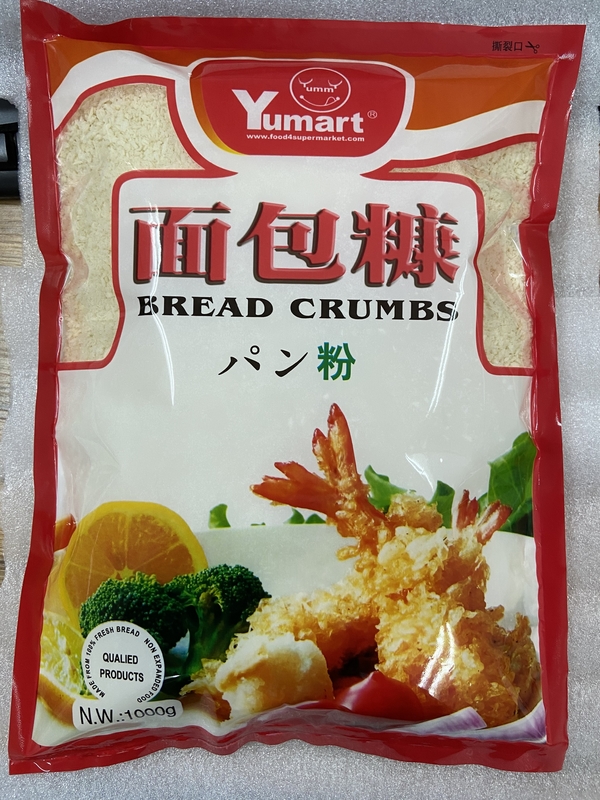 撕裂口
Yumm
Yumart®
www.food4supermarket.com
面包糠
BREAD CRUMBS
パン粉
MADE FROM 100% FRESH BREAD NON EXPANDED FOOD
QUALIED
PRODUCTS
N.W.:1000g